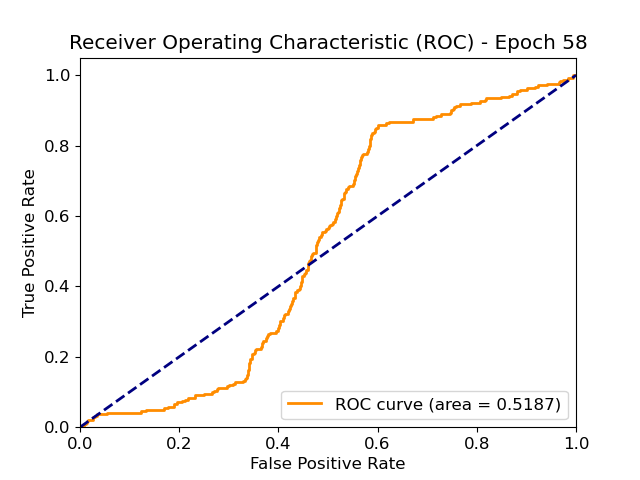 Receiver Operating Characteristic (ROC) - Epoch 58
True Positive Rate
1.0
0.8
0.6
0.4
0.2
0.0
ROC curve (area = 0.5187)
0.0 0.2 0.4 0.6 0.8 1.0
False Positive Rate